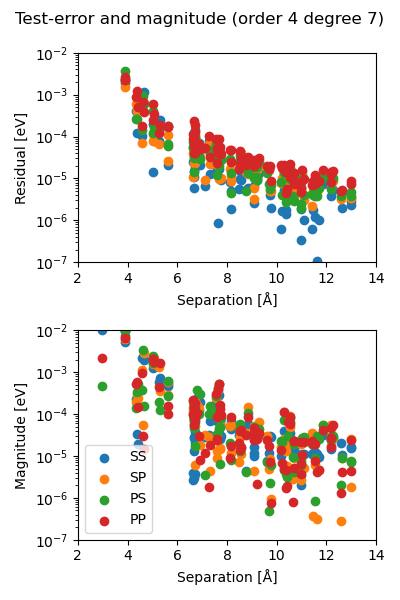 Test-error and magnitude (order 4 degree 7)
10⁻²
10⁻³
10⁻⁴
10⁻⁵
10⁻⁶
10⁻⁷
Residual [eV]
2 4 6 8 10 12 14
Separation [Å]
10⁻²
10⁻³
10⁻⁴
10⁻⁵
10⁻⁶
10⁻⁷
Magnitude [eV]
SS
SP
PS
PP
2 4 6 8 10 12 14
Separation [Å]